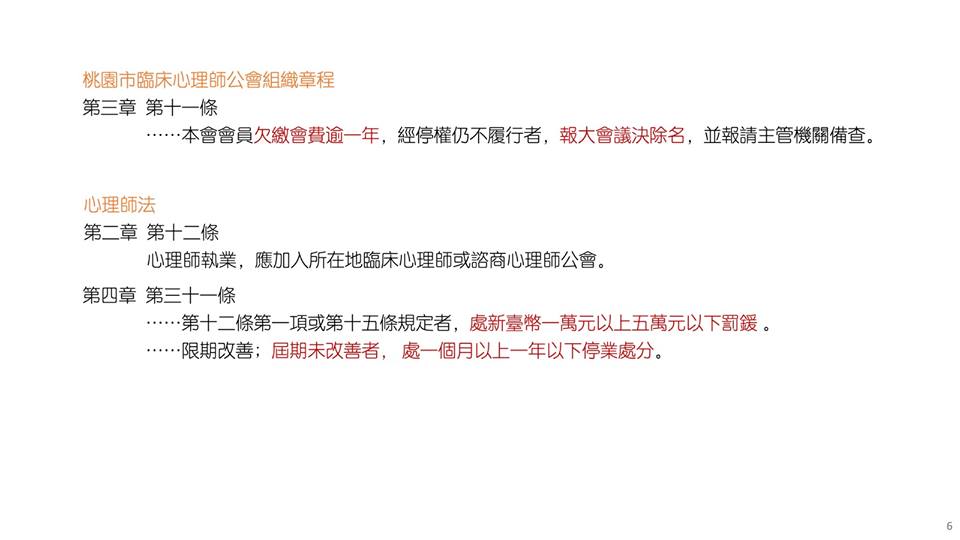 桃園市臨床心理師公會組織章程
第三章 第十一條
⋯⋯本會會員欠繳會費逾一年，經停權仍不履行者，報大會議決除名，並報請主管機關備查。
心理師法
第二章 第十二條
心理師執業，應加入所在地臨床心理師或諮商心理師公會。
第四章 第三十一條
⋯⋯第十二條第一項或第十五條規定者，處新臺幣一萬元以上五萬元以下罰鍰 。
⋯⋯限期改善；屆期未改善者， 處一個月以上一年以下停業處分。
6